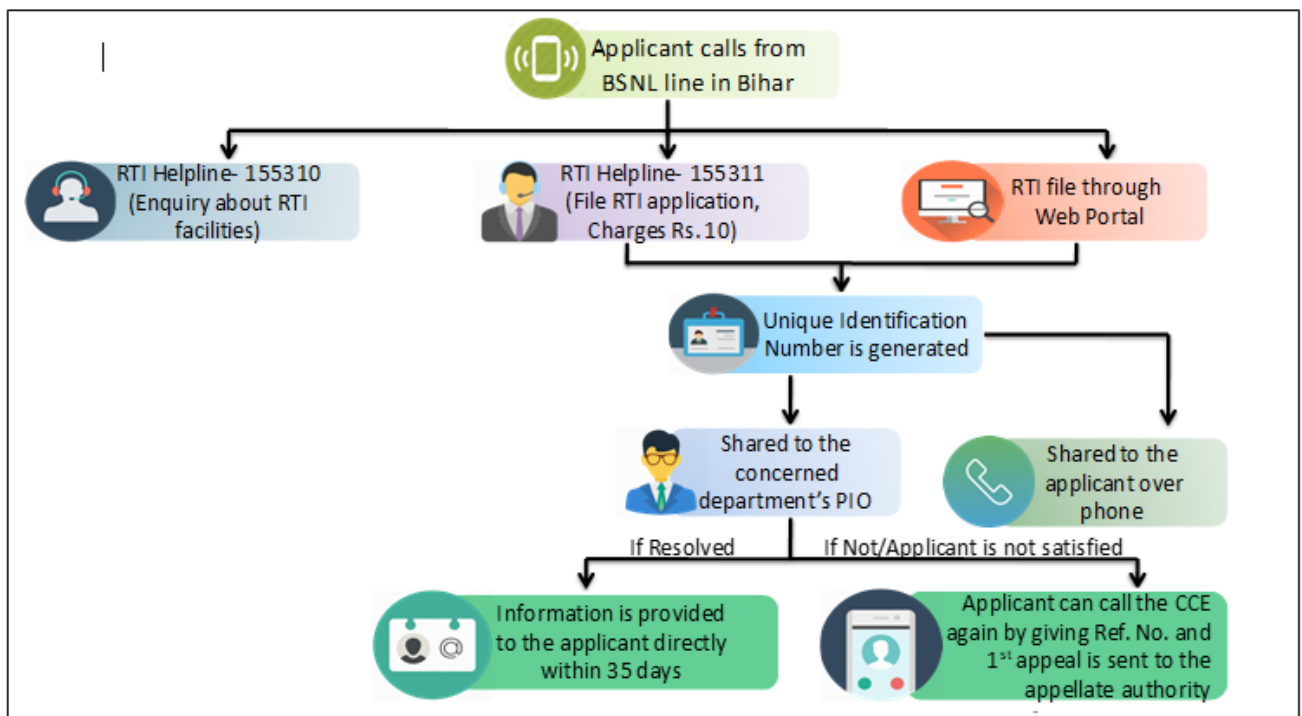 Applicant calls from
BSNL line in Bihar
RTI Helpline- 155310
(Enquiry about RTI
facilities)
RTI Helpline- 155311
(File RTI application,
Charges Rs. 10)
RTI file through
Web Portal
Unique Identification
Number is generated
Shared to the
concerned
department's PIO
Shared to the
applicant over
phone
If Resolved
If Not/Applicant is not satisfied
Information is provided
to the applicant directly
within 35 days
Applicant can call the CCE
again by giving Ref. No. and
1st appeal is sent to the
appellate authority